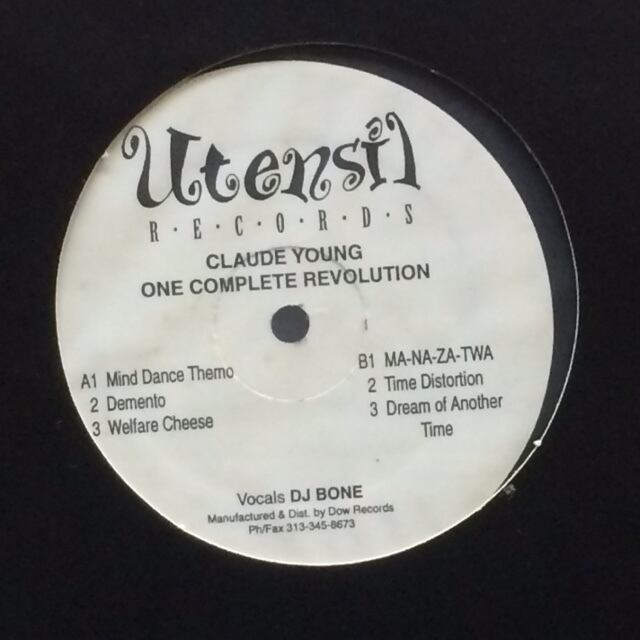 Utensil
R·E·C·O·R·D·S
CLAUDE YOUNG
ONE COMPLETE REVOLUTION
A1 Mind Dance Themo
2 Demento
3 Welfare Cheese
B1 MA-NA-ZA-TWA
2 Time Distortion
3 Dream of Another
Time
Vocals DJ BONE
Manufactured & Dist. by Dow Records
Ph/Fax 313-345-8673